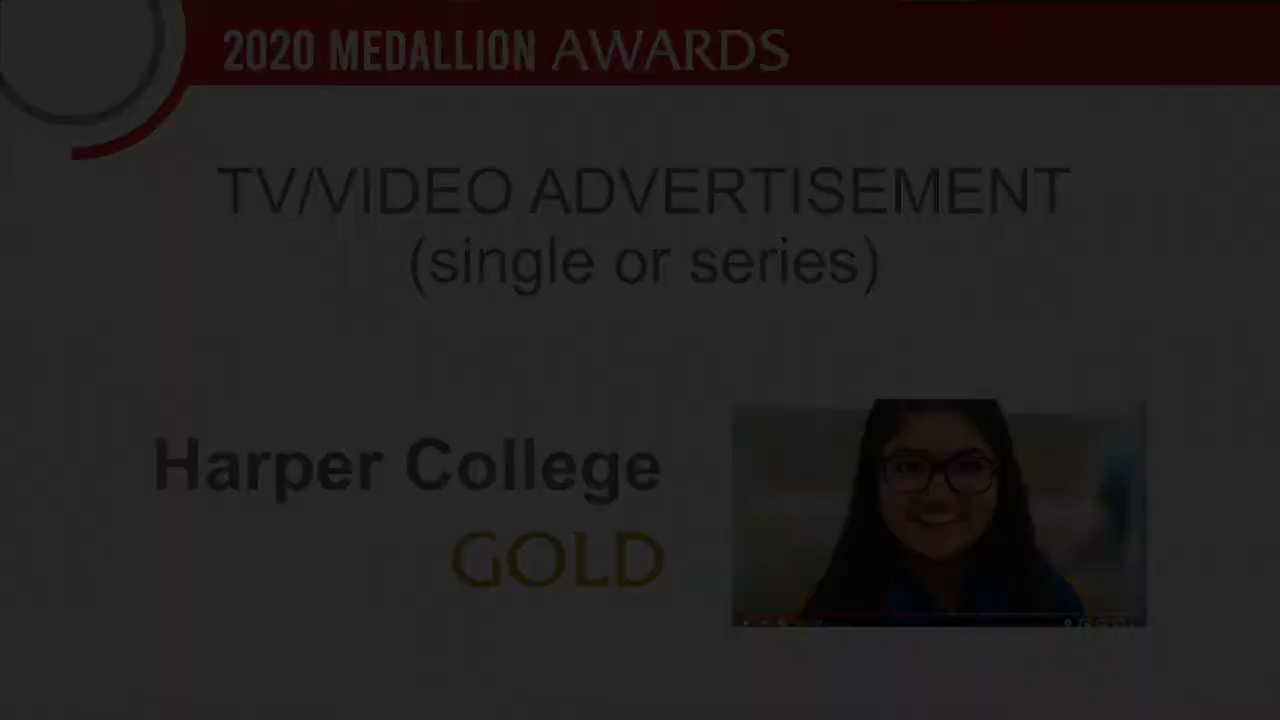 2020 MEDALLION AWARDS
TV/VIDEO ADVERTISEMENT
(single or series)
Harper College
GOLD